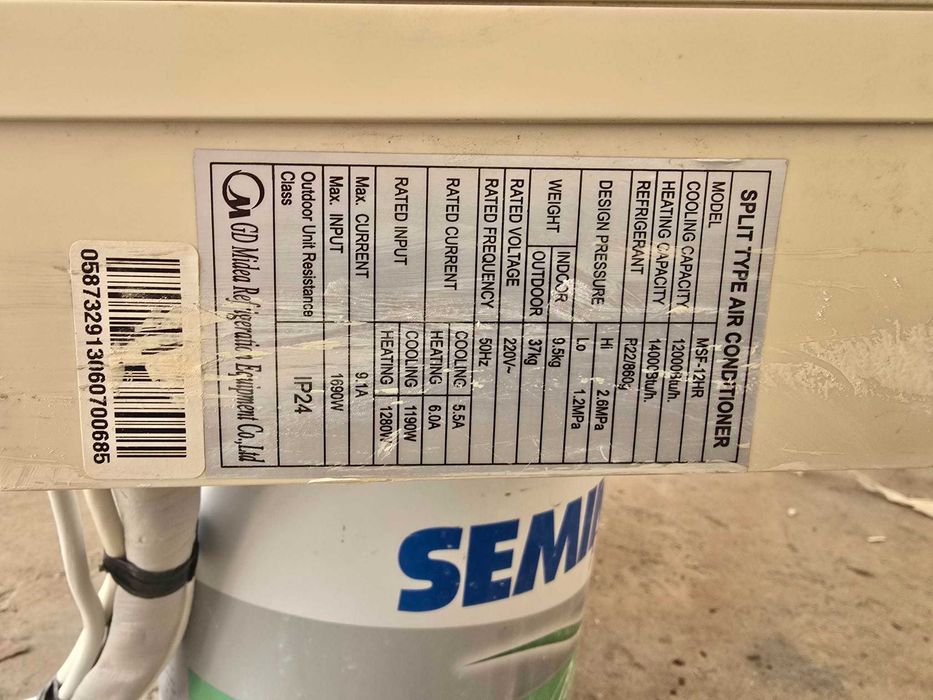 SPLIT TYPE AIR CONDITIONER
MODEL MSF-12HR
COOLING CAPACITY 12000Btu/h.
HEATING CAPACITY 14000Btu/h.
REFRIGERANT R22860g
DESIGN PRESSURE Hi 2.6MPa
Lo 1.2MPa
WEIGHT INDOOR 9.5kg
OUTDOOR 37kg
RATED VOLTAGE 220V~
RATED FREQUENCY 50Hz
RATED CURRENT COOLING 5.5A
HEATING 6.0A
RATED INPUT COOLING 1190W
HEATING 1280W
Max. CURRENT 9.1A
Max. INPUT 1690W
Outdoor Unit Resistance
Class IP24
GD Midea Refrigeration Equipment Co.,Ltd
058732913060700685